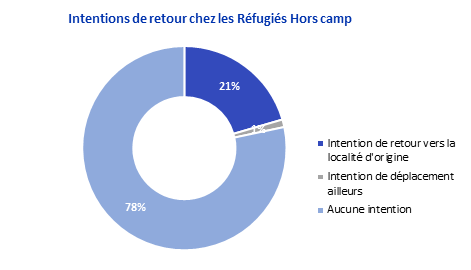 Intentions de retour chez les Réfugiés Hors camp
21%
1%
78%
Intention de retour vers la
localité d'origine
Intention de déplacement
ailleurs
Aucune intention